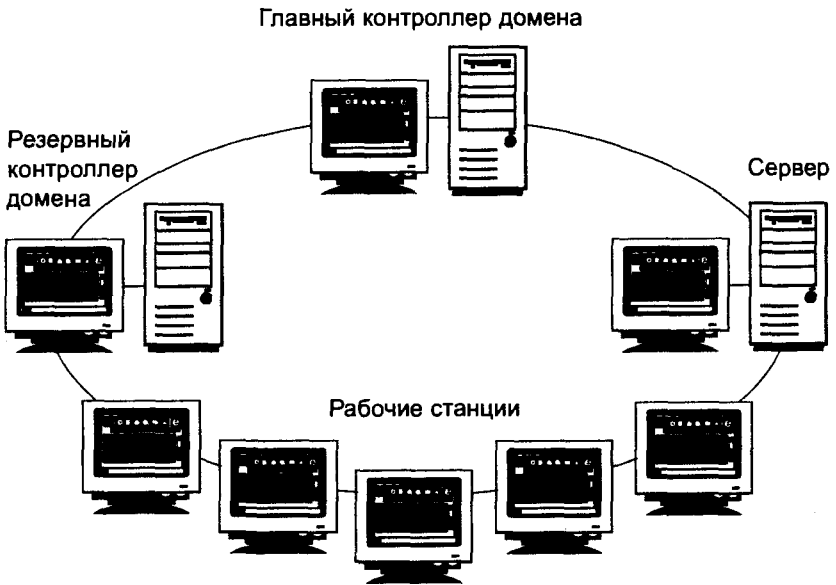 Главный контроллер домена
Резервный
контроллер
домена
Сервер
Рабочие станции